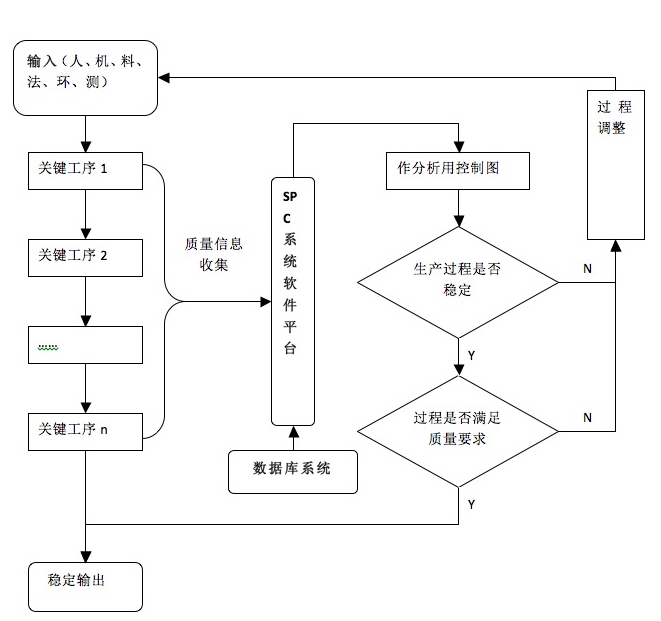 输入（人、机、料、
法、环、测）
关键工序 1
关键工序 2
……
关键工序 n
稳定输出
质量信息
收集
SP
C
系
统
软
件
平
台
数据库系统
作分析用控制图
生产过程是否
稳定
Y
N
过程是否满足
质量要求
Y
N
过 程
调整